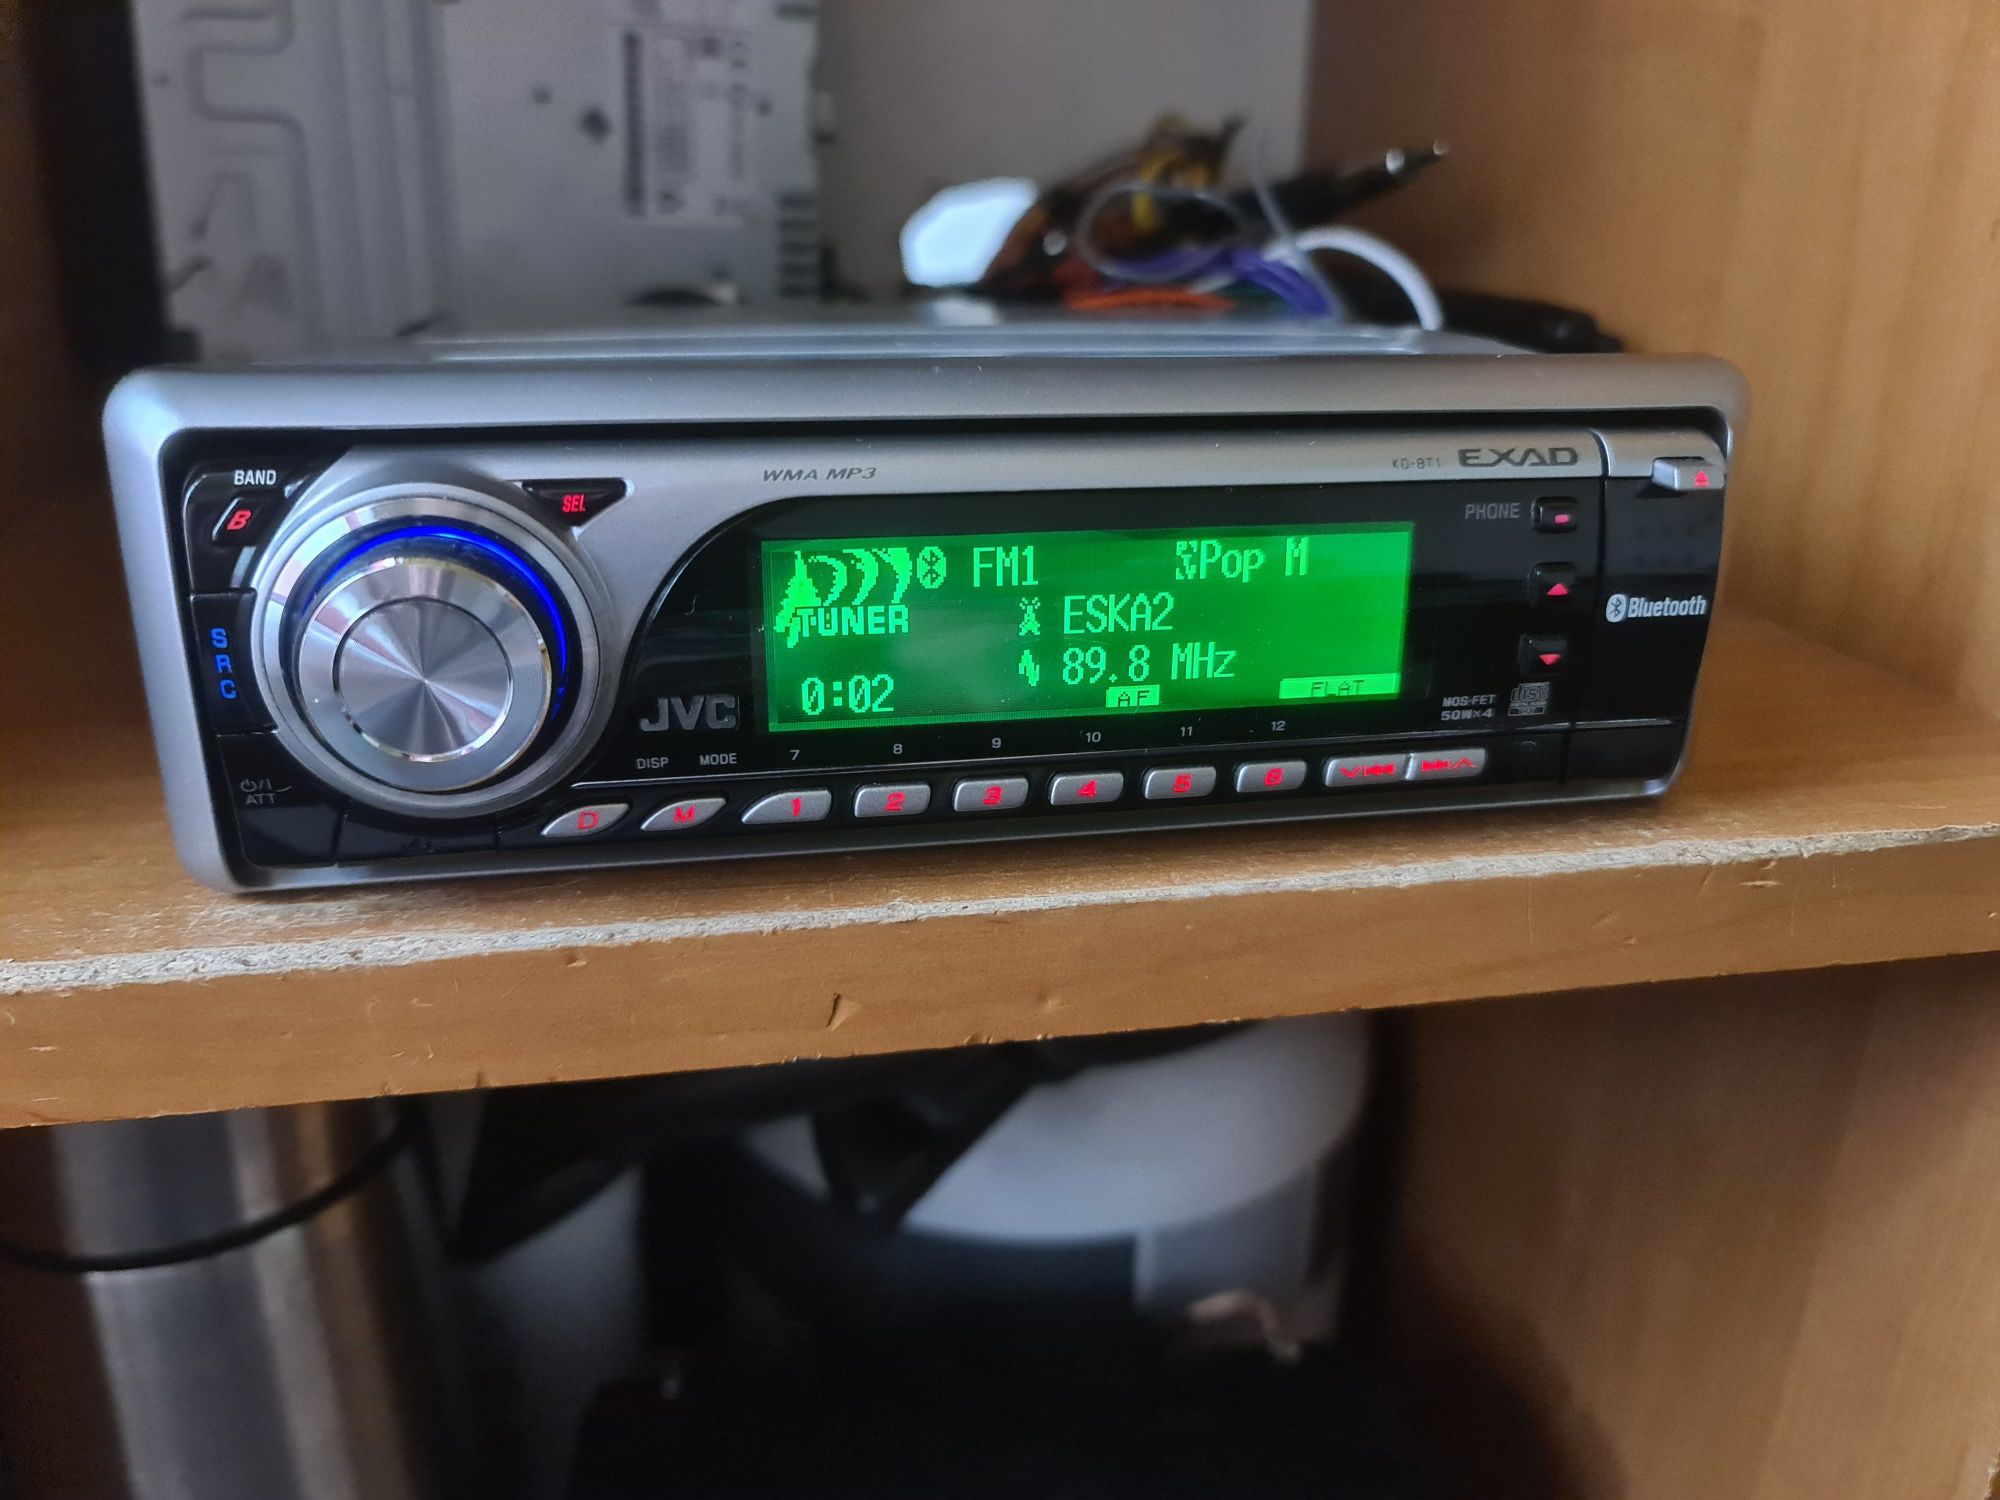 BAND
B
SEL
WMA MP3
KD-BT1 EXAD
PHONE
FM1 Pop M
TUNER ESKA2
89.8 MHz
0:02 AF FLAT
SRC
Bluetooth
JVC
MOS-FET
50W×4
DISC
DISP MODE 7 8 9 10 11 12
D M 1 2 3 4 5 6
ATT